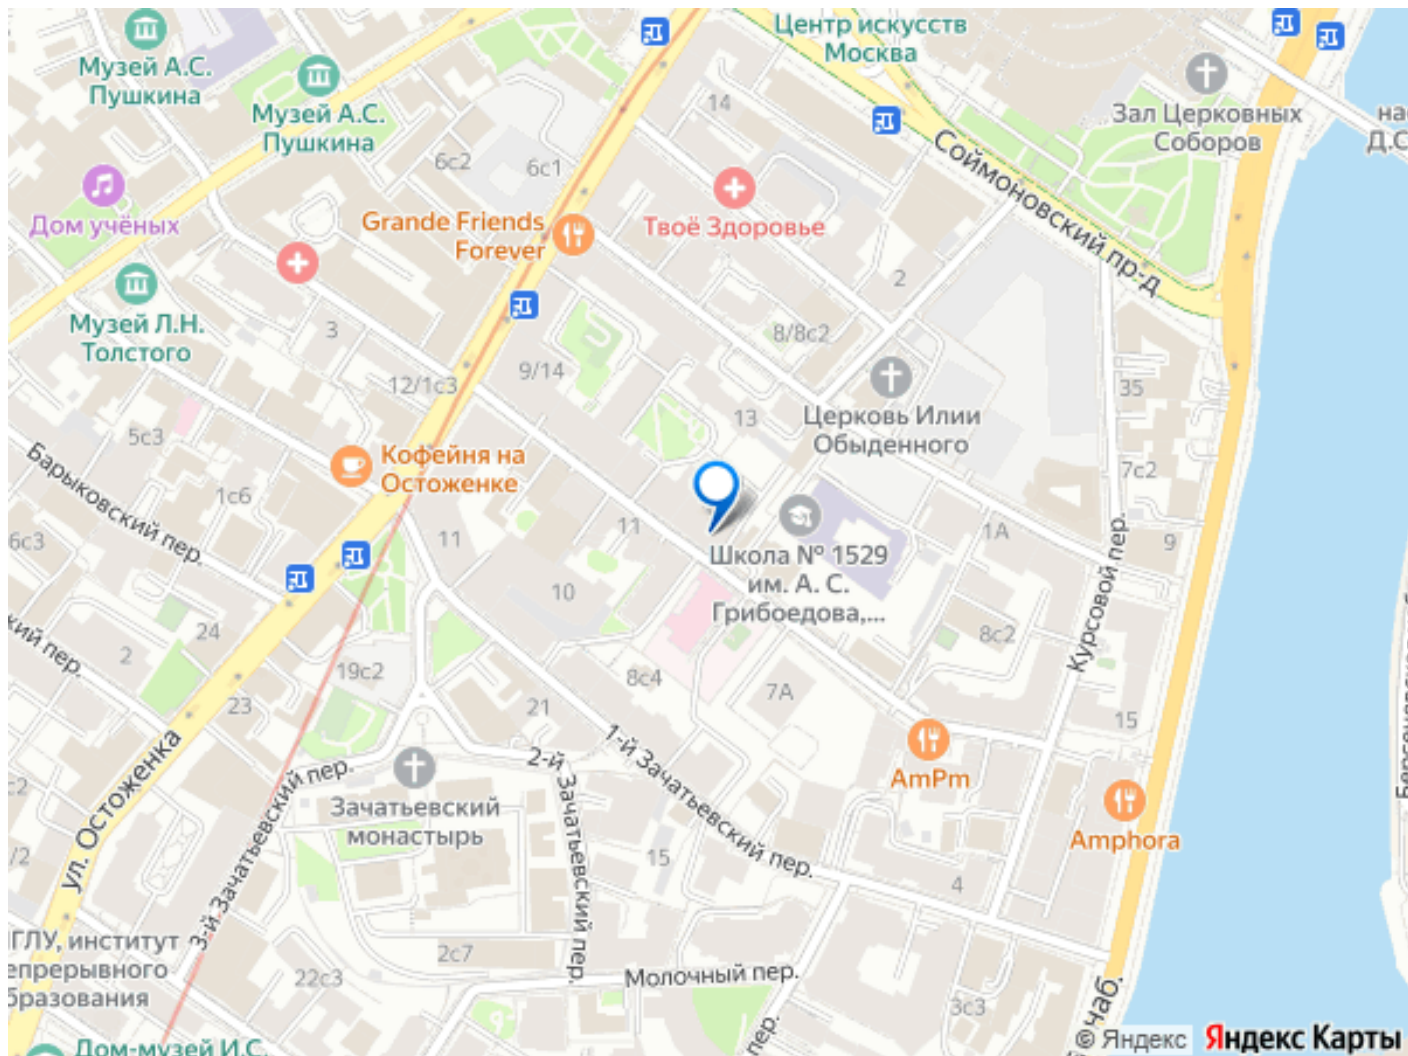 Центр искусств
Москва
Музей А.С.
Пушкина
Музей А.С.
Пушкина
14
Зал Церковных
Соборов
6с2
6с1
Соймоновский пр-д
Дом учёных
Grande Friends
Forever
Твоё Здоровье
2
Музей Л.Н.
Толстого
3
8/8с2
9/14
12/1с3
35
13
Церковь Илии
Обыденного
5с3
Кофейня на
Остоженке
7с2
Барыковский пер.
1с6
11
11
1А
9
6с3
Школа № 1529
им. А. С.
Грибоедова,...
10
Курсовой пер.
24
8с2
2
19с2
8с4
7А
23
21
15
1-й Зачатьевский пер.
2-й Зачатьевский пер.
AmPm
ул. Остоженка
3-й Зачатьевский пер.
Зачатьевский
монастырь
Amphora
15
4
2с7
22с3
Молочный пер.
3с3
Дом-музей И.С.
© Яндекс
Яндекс Карты